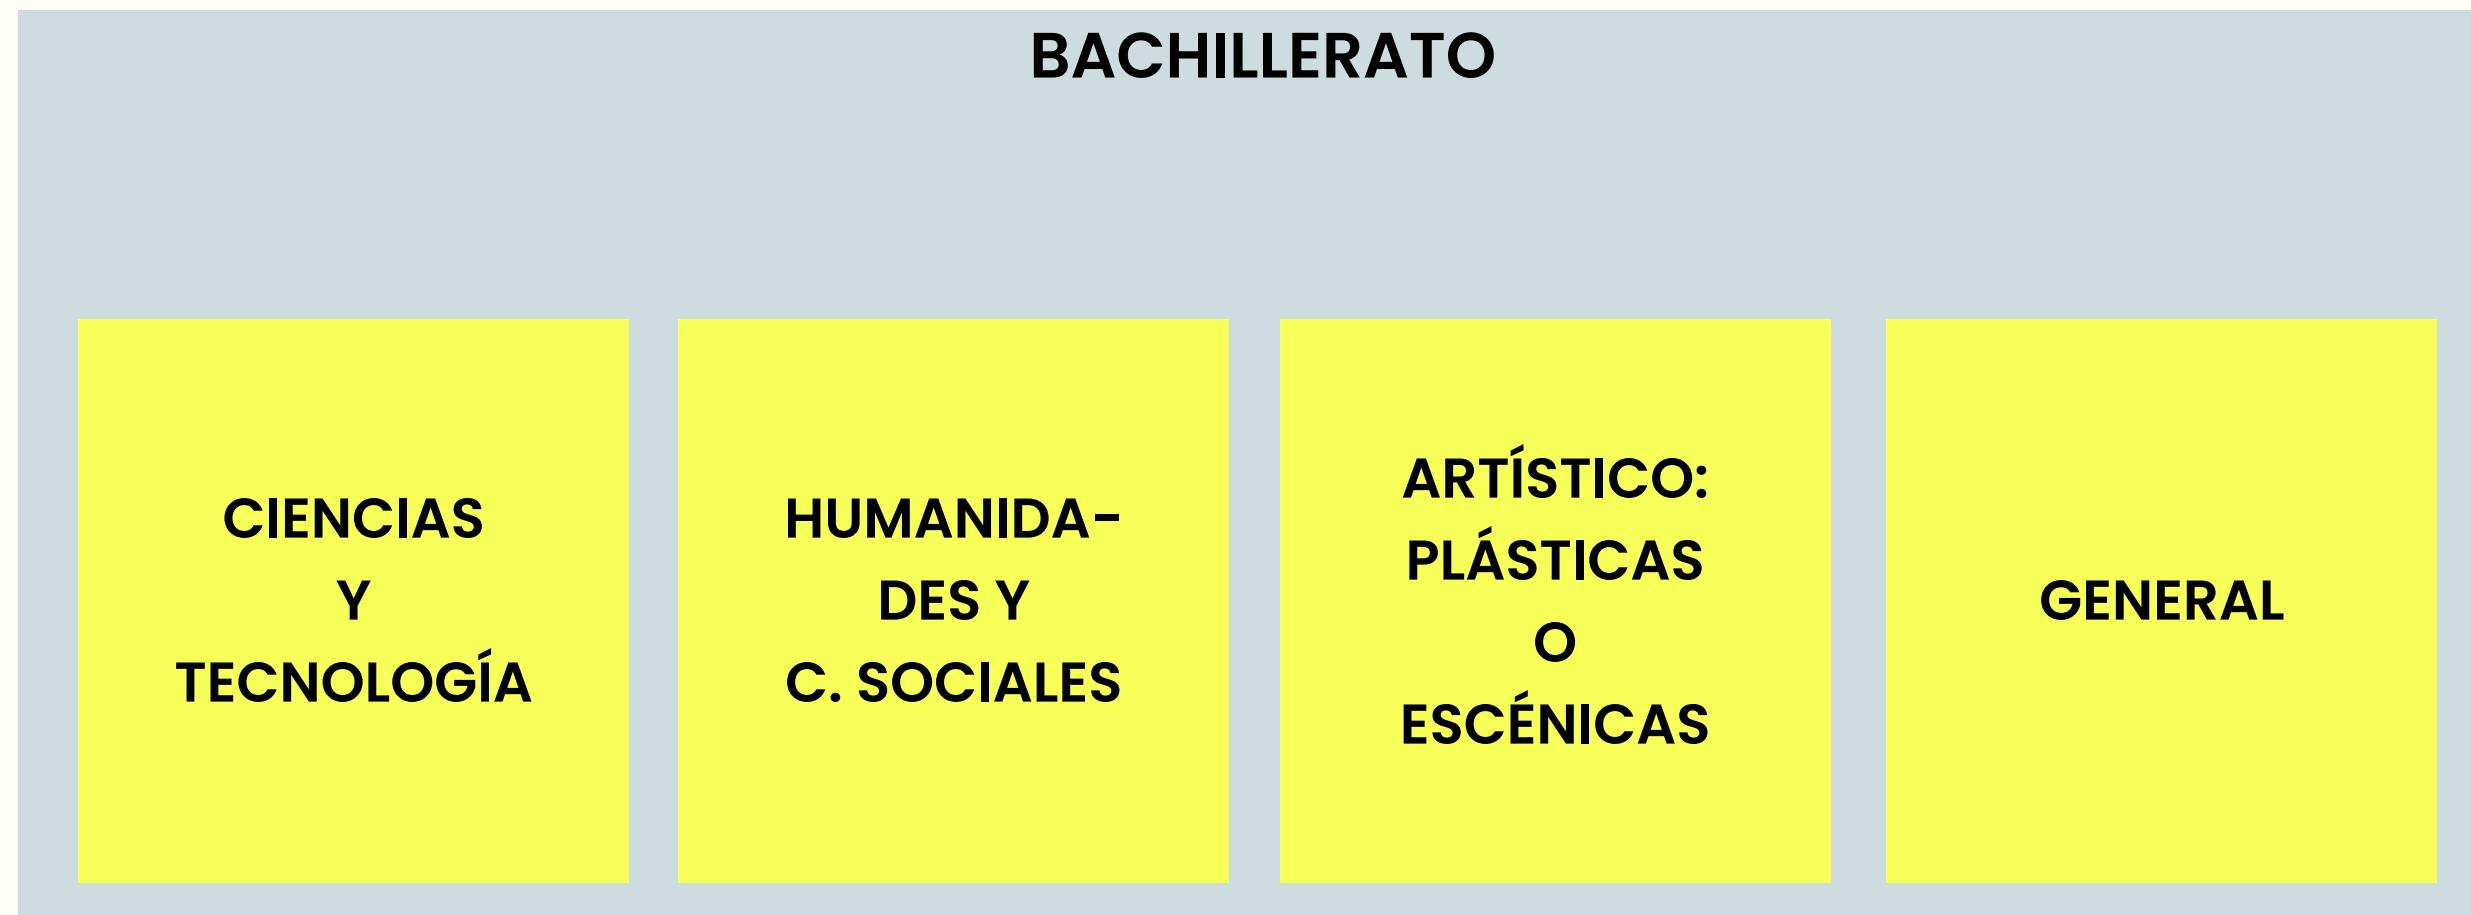 BACHILLERATO
CIENCIAS
Y
TECNOLOGÍA
HUMANIDA-
DES Y
C. SOCIALES
ARTÍSTICO:
PLÁSTICAS
O
ESCÉNICAS
GENERAL